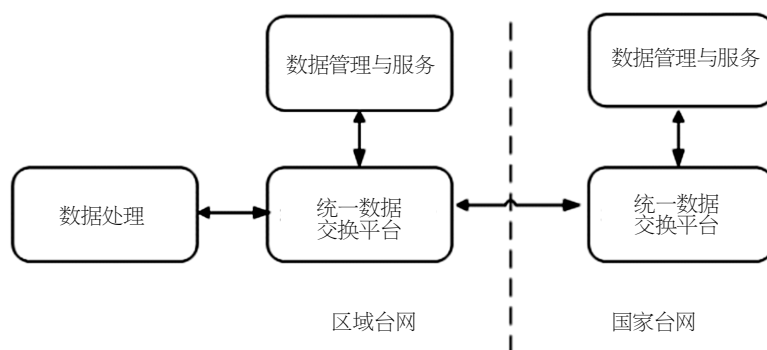 数据管理与服务
数据管理与服务
数据处理
统一数据
交换平台
统一数据
交换平台
区域台网
国家台网